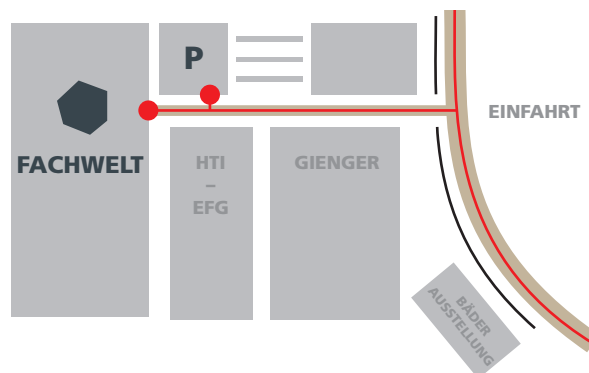 P
EINFAHRT
FACHWELT
HTI
–
EFG
GIENGER
BÄDER
AUSSTELLUNG